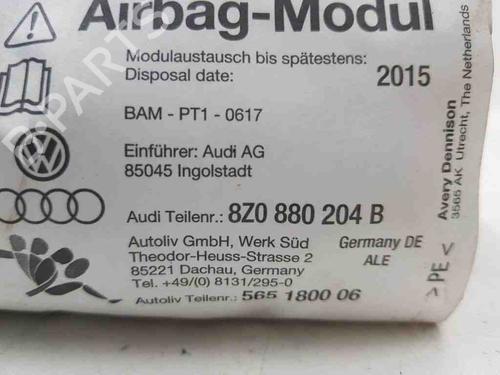 Airbag-Modul
Modulaustausch bis spätestens:
Disposal date: 2015
BAM - PT1 - 0617
Einführer: Audi AG
85045 Ingolstadt
Audi Teilenr.: 8Z0 880 204 B
Autoliv GmbH, Werk Süd
Theodor-Heuss-Strasse 2
85221 Dachau, Germany
Tel. +49/(0) 8131/295-0
Autoliv Teilenr.: 565 1800 06
Germany DE
ALE
> PE <
Avery Dennison
3565 AK Utrecht, The Netherlands